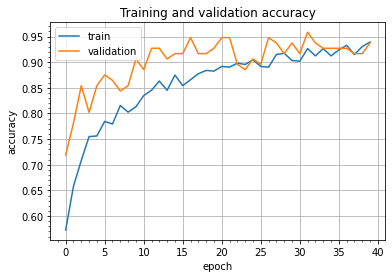 Training and validation accuracy
train
validation
accuracy
0.95
0.90
0.85
0.80
0.75
0.70
0.65
0.60
0 5 10 15 20 25 30 35 40
epoch